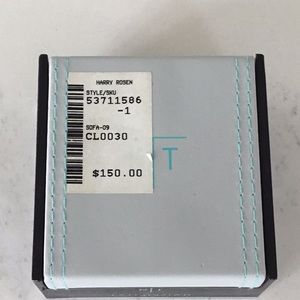 HARRY ROSEN
STYLE/SKU
53711586
-1
SOFA-09
CL0030
$150.00
T